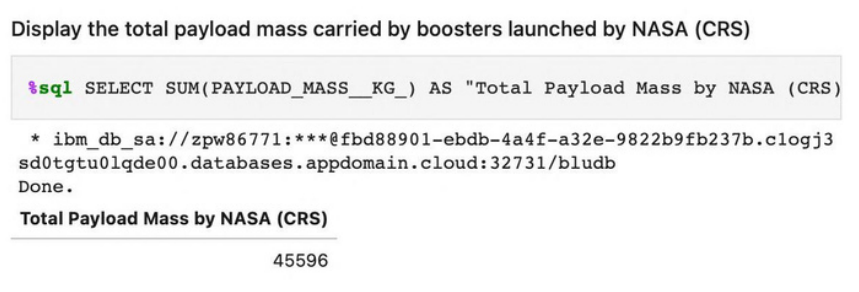 Display the total payload mass carried by boosters launched by NASA (CRS)
%sql SELECT SUM(PAYLOAD_MASS__KG_) AS "Total Payload Mass by NASA (CRS)
* ibm_db_sa://zpw86771:***@fbd88901-ebdb-4a4f-a32e-9822b9fb237b.c1ogj3
sd0tgtu0lqde00.databases.appdomain.cloud:32731/bludb
Done.
Total Payload Mass by NASA (CRS)
45596